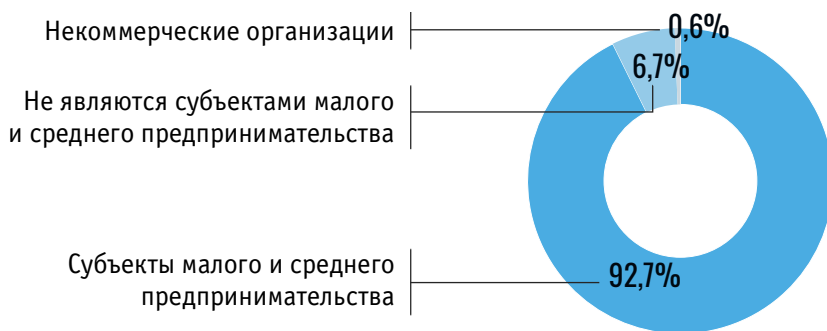 Некоммерческие организации
0,6%
6,7%
Не являются субъектами малого
и среднего предпринимательства
Субъекты малого и среднего
предпринимательства
92,7%